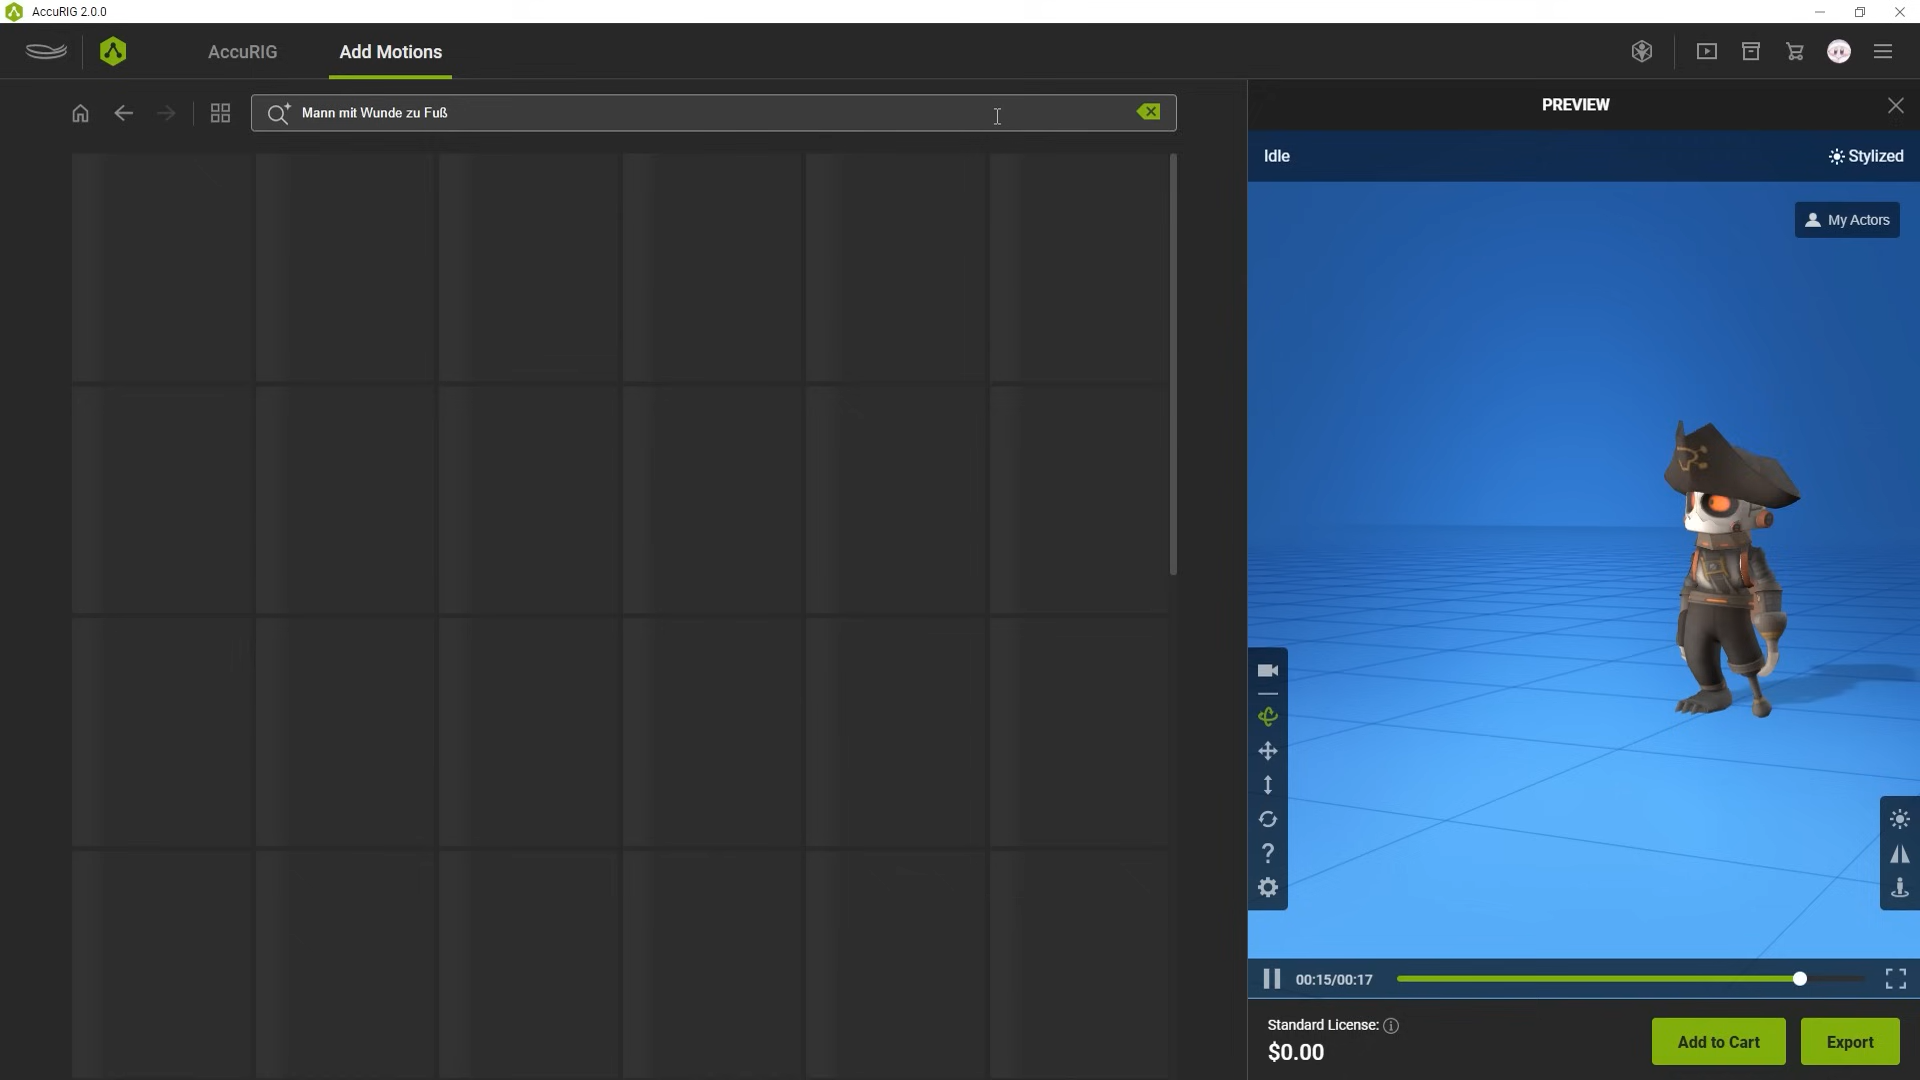 AccuRIG 2.0.0
AccuRIG
Add Motions
Mann mit Wunde zu Fuß
PREVIEW
Idle
Stylized
My Actors
00:15/00:17
Standard License:
$0.00
Add to Cart
Export